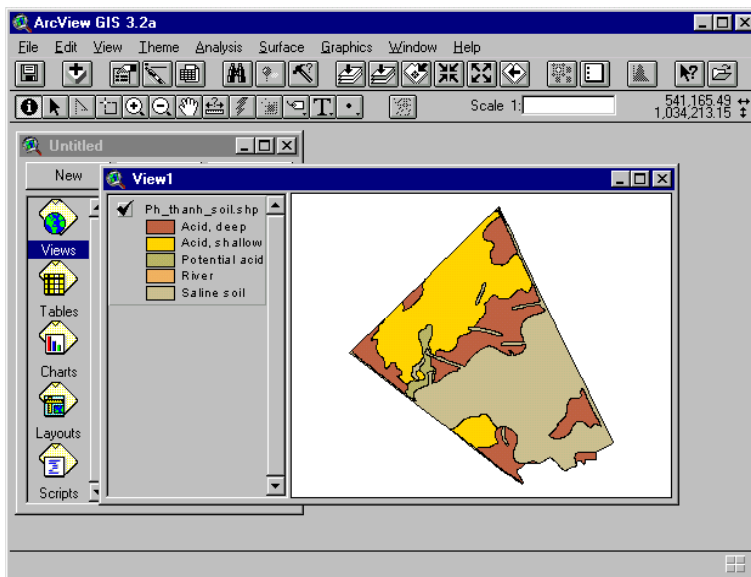 ArcView GIS 3.2a
File Edit View Theme Analysis Surface Graphics Window Help
Scale 1:
541,165.49
1,034,213.15
Untitled
New
View1
Views
Tables
Charts
Layouts
Scripts
Ph_thanh_soil.shp
Acid, deep
Acid, shallow
Potential acid
River
Saline soil